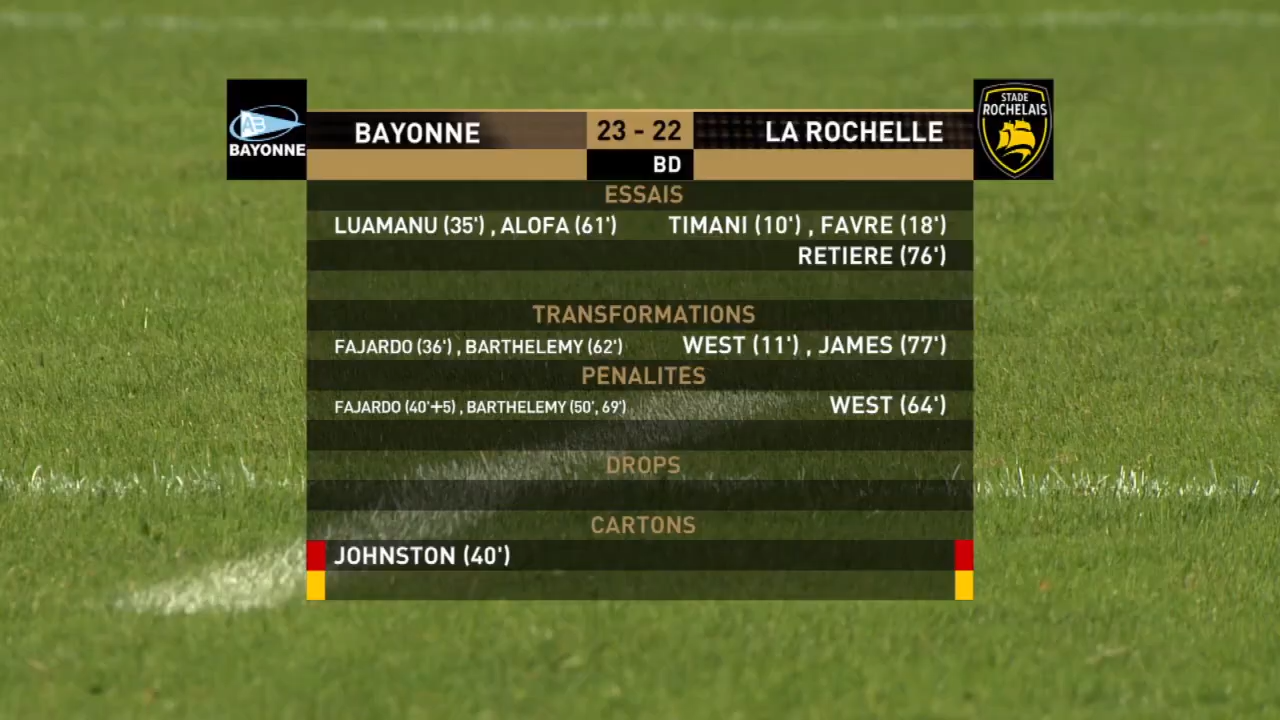 AB
BAYONNE
BAYONNE 23 - 22 LA ROCHELLE
STADE
ROCHELAIS
BD
ESSAIS
LUAMANU (35') , ALOFA (61') TIMANI (10') , FAVRE (18')
RETIERE (76')
TRANSFORMATIONS
FAJARDO (36') , BARTHELEMY (62') WEST (11') , JAMES (77')
PENALITES
FAJARDO (40'+5) , BARTHELEMY (50', 69') WEST (64')
DROPS
CARTONS
JOHNSTON (40')